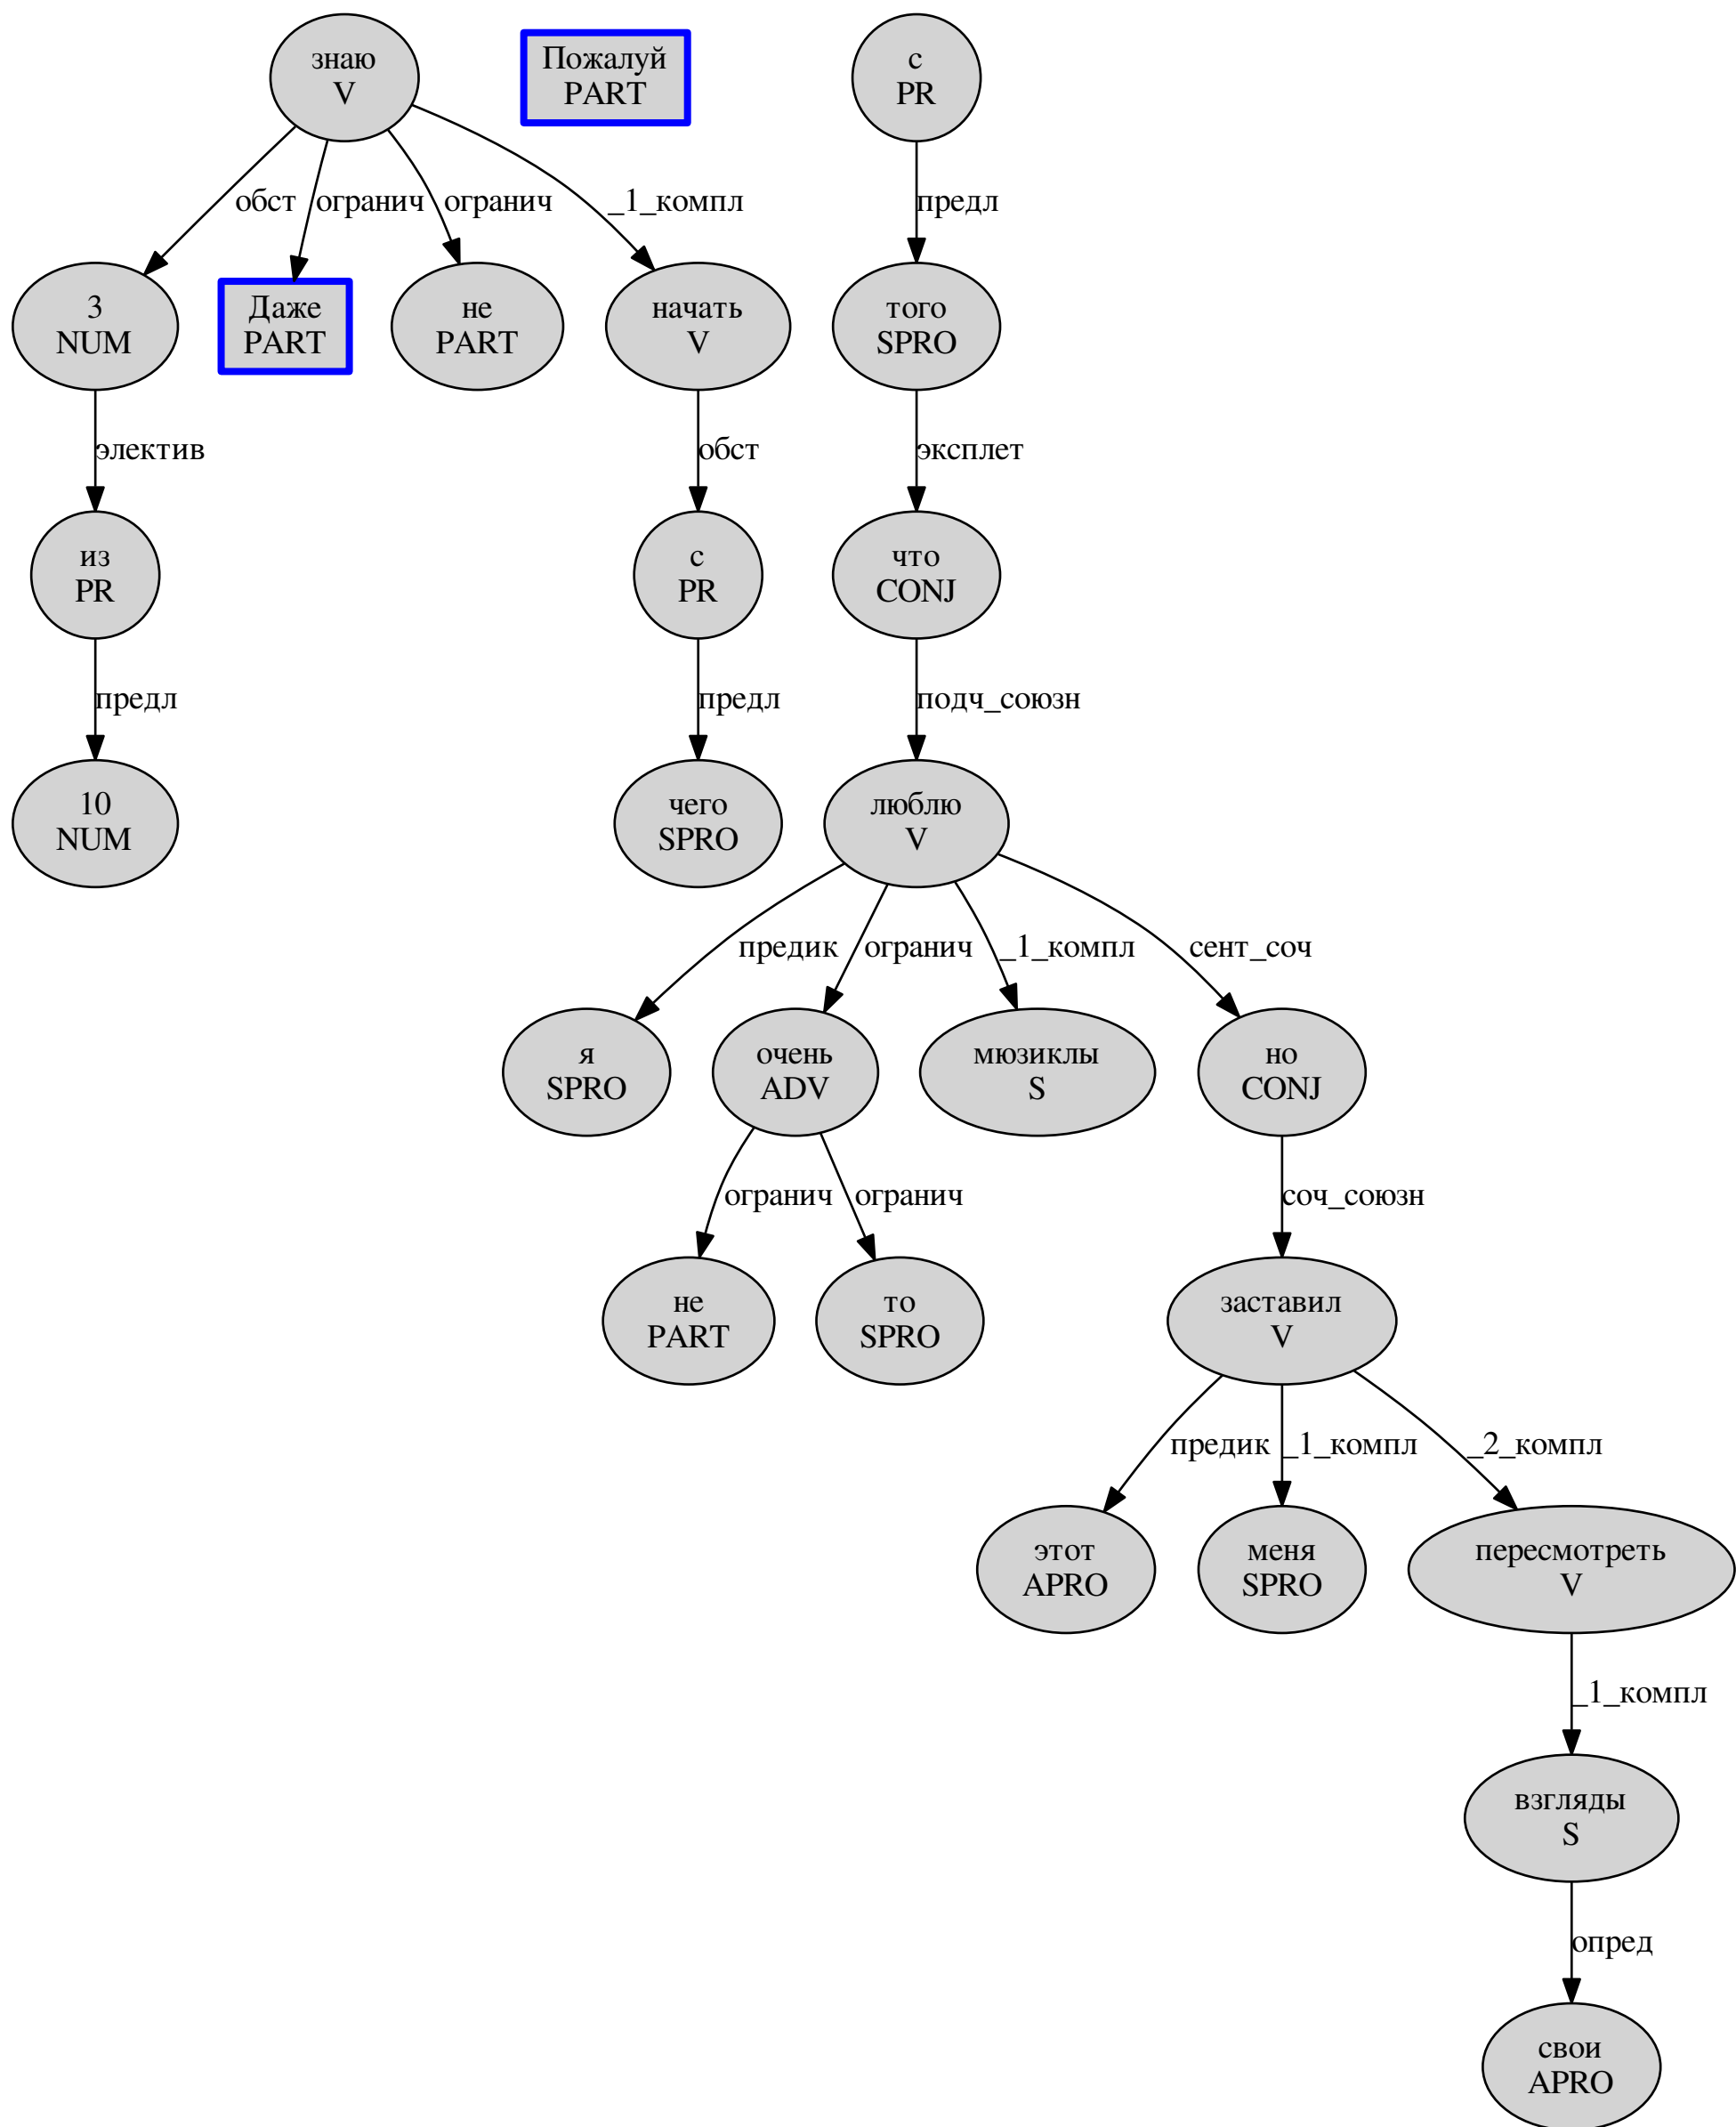 знаю
V
Пожалуй
PART
с
PR
обст
огранич
огранич
_1_компл
предл
3
NUM
Даже
PART
не
PART
начать
V
того
SPRO
электив
обст
эксплет
из
PR
с
PR
что
CONJ
предл
предл
подч_союзн
10
NUM
чего
SPRO
люблю
V
предик
огранич
_1_компл
сент_соч
я
SPRO
очень
ADV
мюзиклы
S
но
CONJ
огранич
огранич
соч_союзн
не
PART
то
SPRO
заставил
V
предик
_1_компл
_2_компл
этот
APRO
меня
SPRO
пересмотреть
V
_1_компл
взгляды
S
опред
свои
APRO